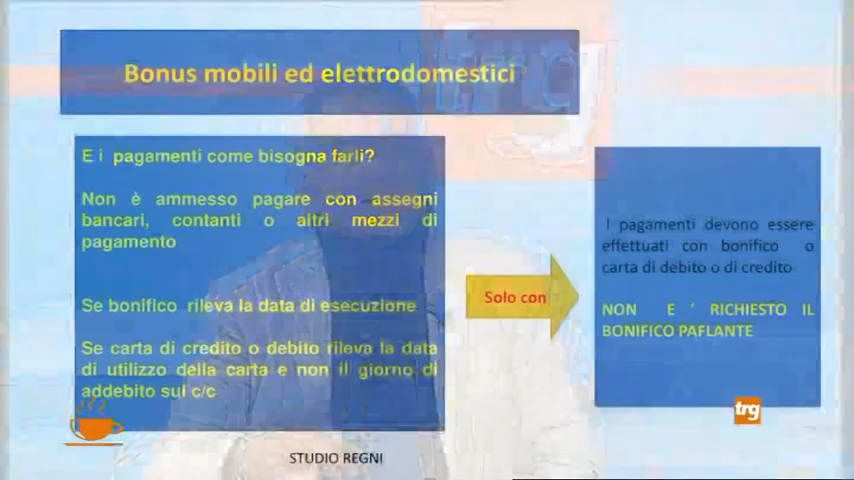 Bonus mobili ed elettrodomestici
E i pagamenti come bisogna farli?
Non è ammesso pagare con assegni
bancari, contanti o altri mezzi di
pagamento
Se bonifico rileva la data di esecuzione
Se carta di credito o debito rileva la data
di utilizzo della carta e non il giorno di
addebito sul c/c
Solo con
I pagamenti devono essere
effettuati con bonifico o
carta di debito o di credito
NON E ' RICHIESTO IL
BONIFICO PAFLANTE
trg
trg
STUDIO REGNI